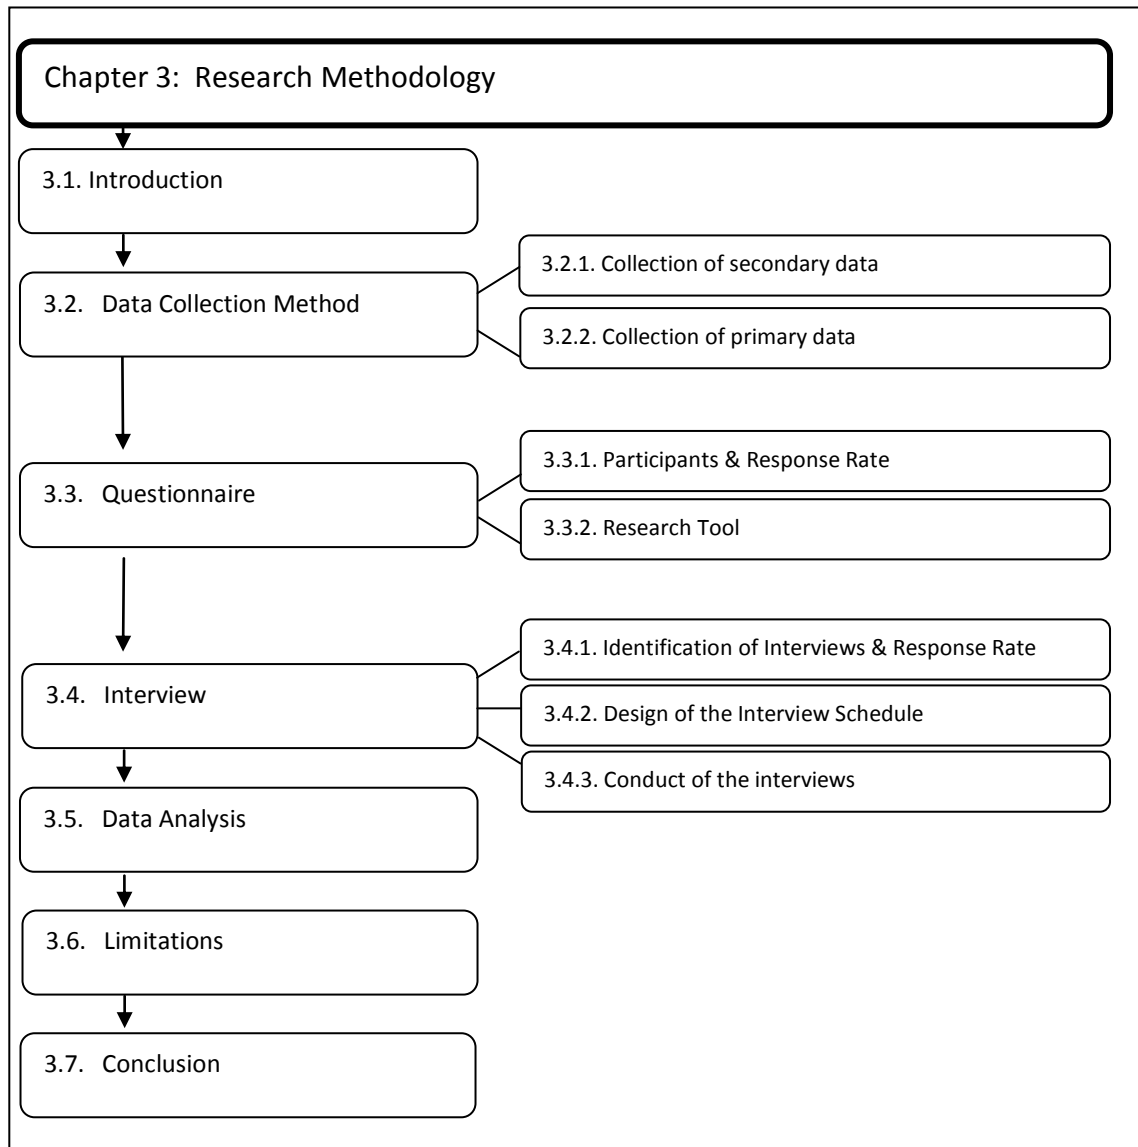 Chapter 3: Research Methodology
3.1. Introduction
3.2. Data Collection Method
3.2.1. Collection of secondary data
3.2.2. Collection of primary data
3.3. Questionnaire
3.3.1. Participants & Response Rate
3.3.2. Research Tool
3.4. Interview
3.4.1. Identification of Interviews & Response Rate
3.4.2. Design of the Interview Schedule
3.4.3. Conduct of the interviews
3.5. Data Analysis
3.6. Limitations
3.7. Conclusion